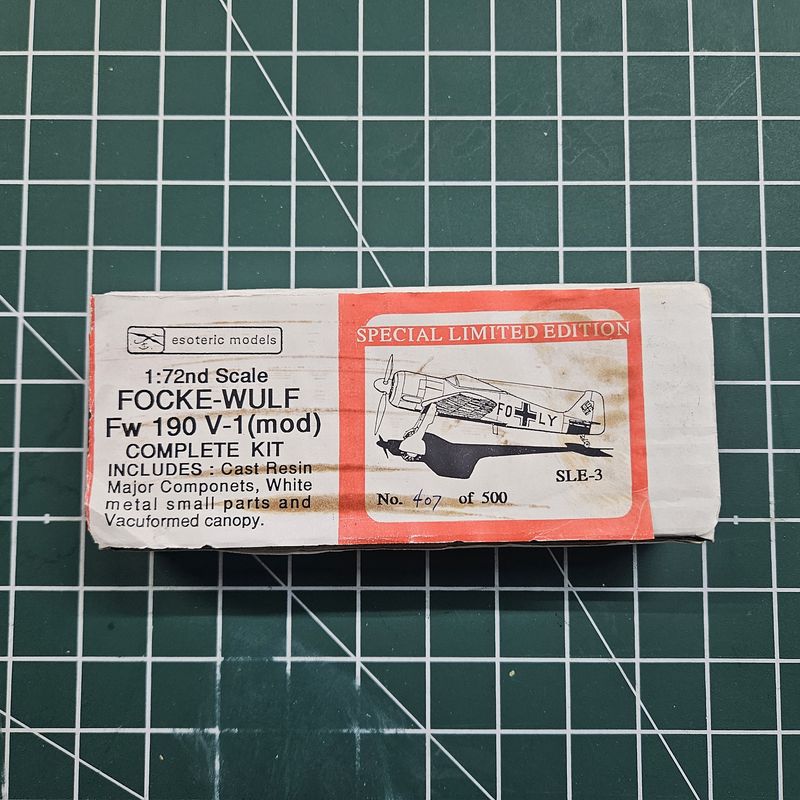 esoteric models
1:72nd Scale
FOCKE-WULF
Fw 190 V-1(mod)
COMPLETE KIT
INCLUDES : Cast Resin
Major Componets, White
metal small parts and
Vacuformed canopy.
SPECIAL LIMITED EDITION
FO LY
SLE-3
No. 407 of 500